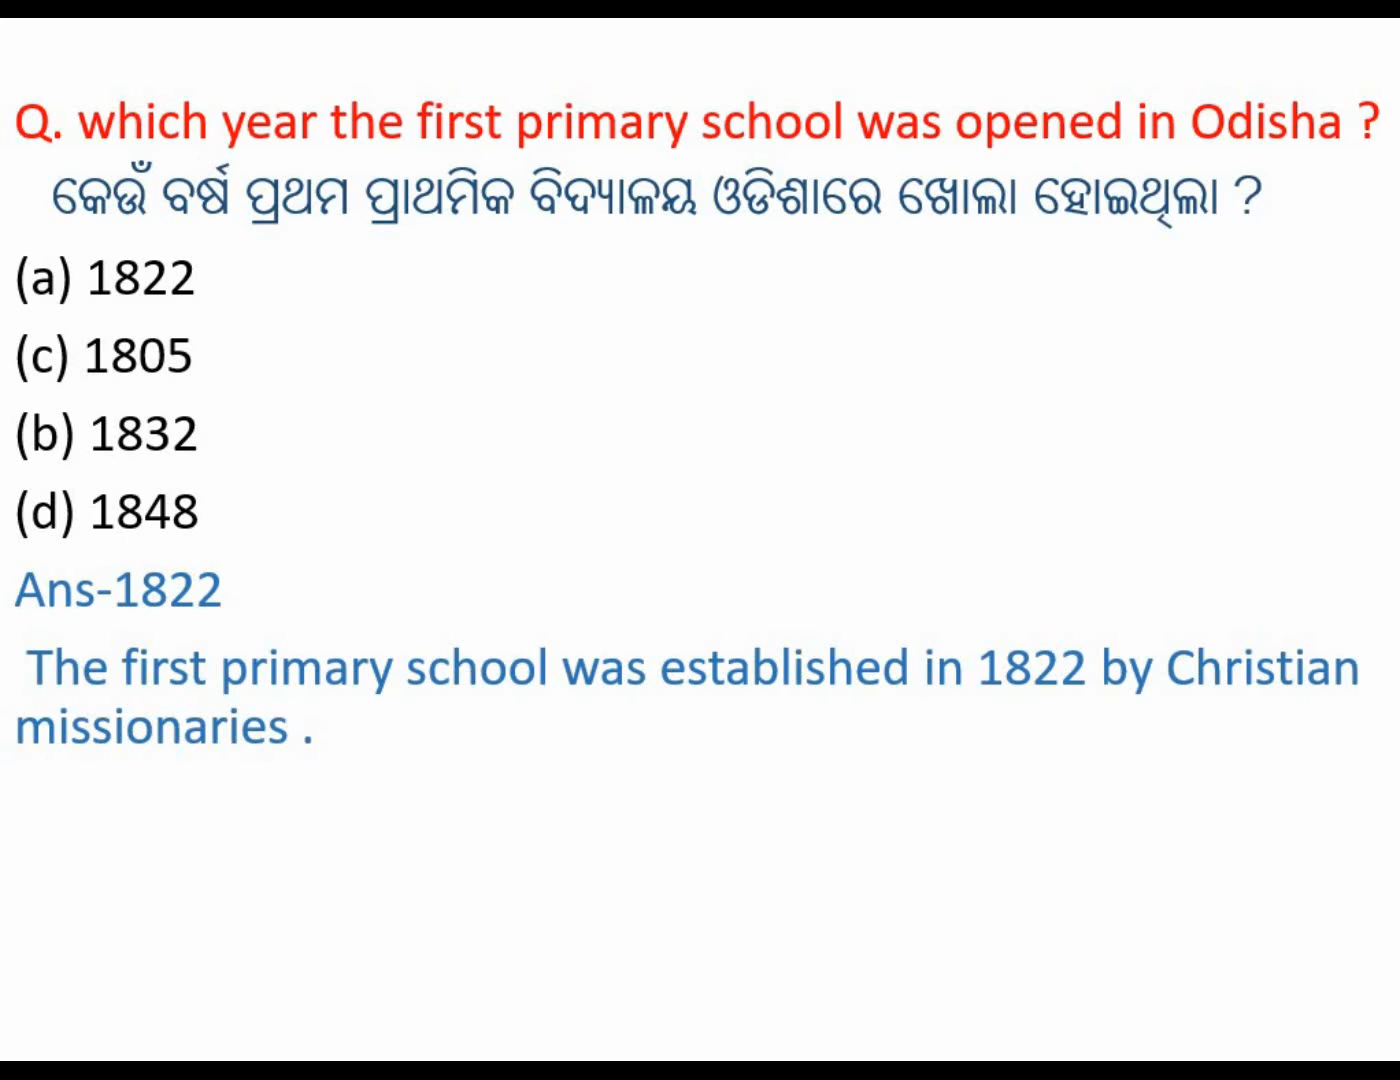 Q. which year the first primary school was opened in Odisha ?
କେଉଁ ବର୍ଷ ପ୍ରଥମ ପ୍ରାଥମିକ ବିଦ୍ୟାଳୟ ଓଡିଶାରେ ଖୋଲା ହୋଇଥିଲା ?
(a) 1822
(c) 1805
(b) 1832
(d) 1848
Ans-1822
The first primary school was established in 1822 by Christian
missionaries .